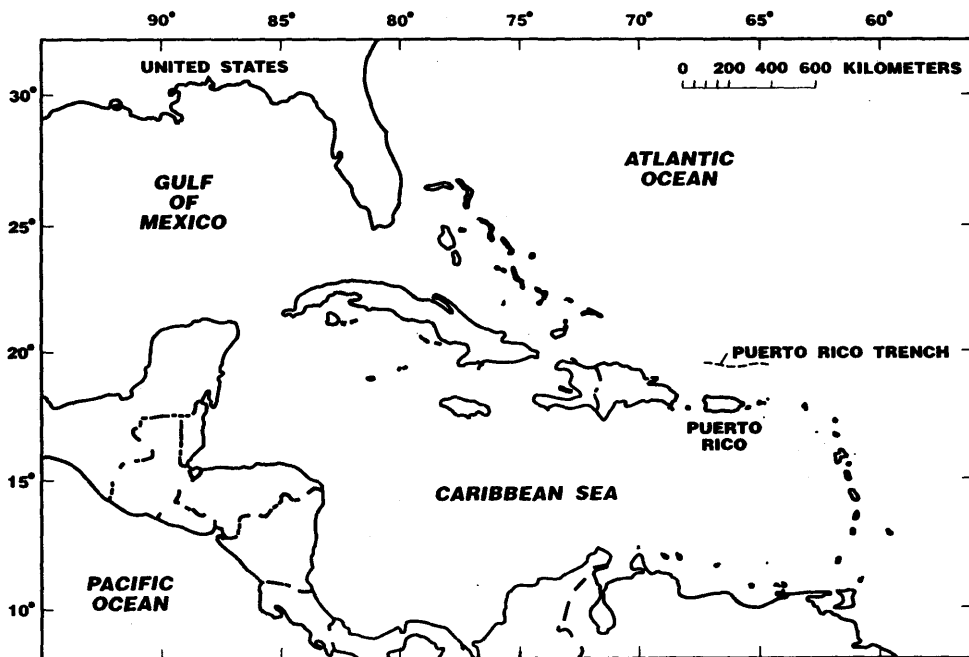 90° 85° 80° 75° 70° 65° 60°
UNITED STATES
0 200 400 600 KILOMETERS
30°
ATLANTIC
OCEAN
GULF
OF
MEXICO
25°
20°
PUERTO RICO TRENCH
PUERTO
RICO
15°
CARIBBEAN SEA
PACIFIC
OCEAN
10°